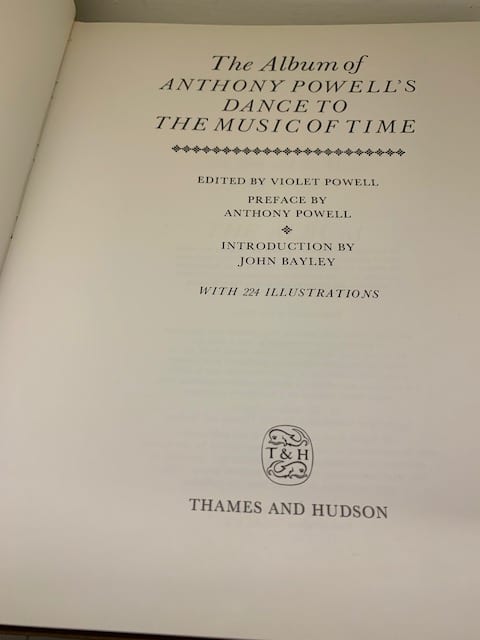 The Album of
ANTHONY POWELL'S
DANCE TO
THE MUSIC OF TIME
EDITED BY VIOLET POWELL
PREFACE BY
ANTHONY POWELL
INTRODUCTION BY
JOHN BAYLEY
WITH 224 ILLUSTRATIONS
T & H
THAMES AND HUDSON